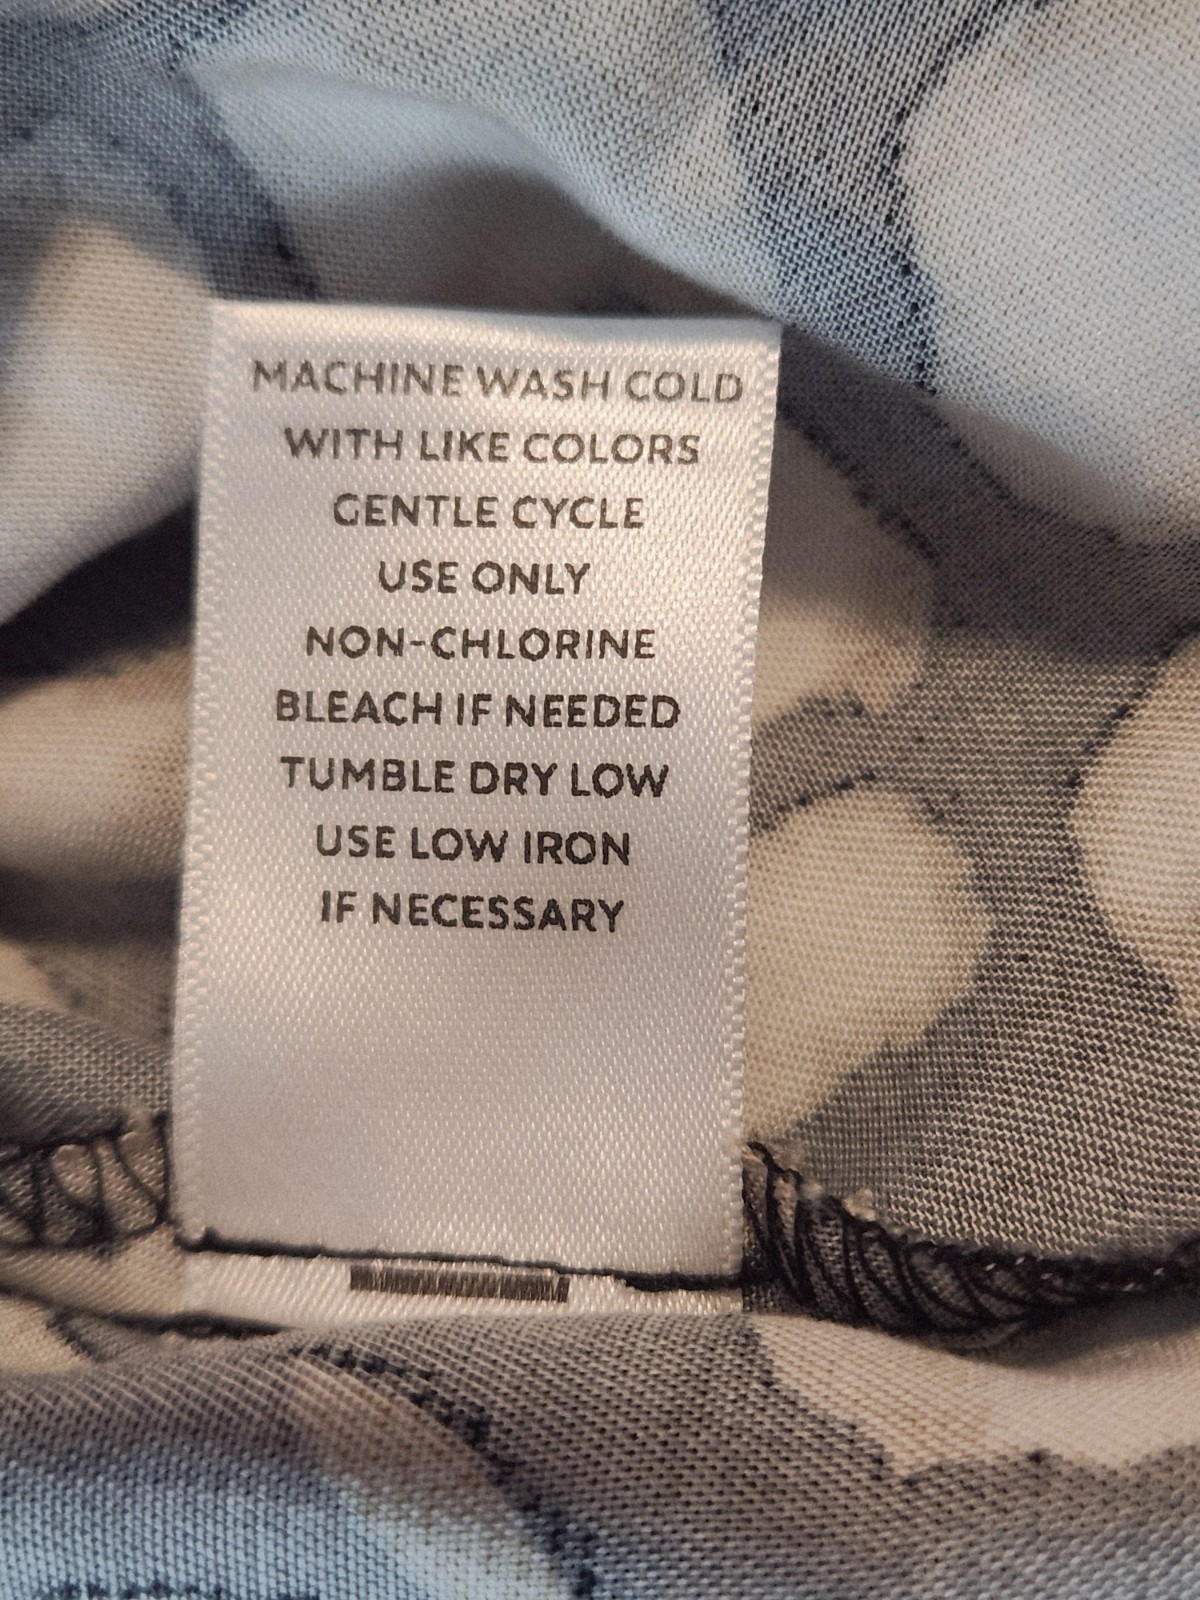 MACHINE WASH COLD
WITH LIKE COLORS
GENTLE CYCLE
USE ONLY
NON-CHLORINE
BLEACH IF NEEDED
TUMBLE DRY LOW
USE LOW IRON
IF NECESSARY